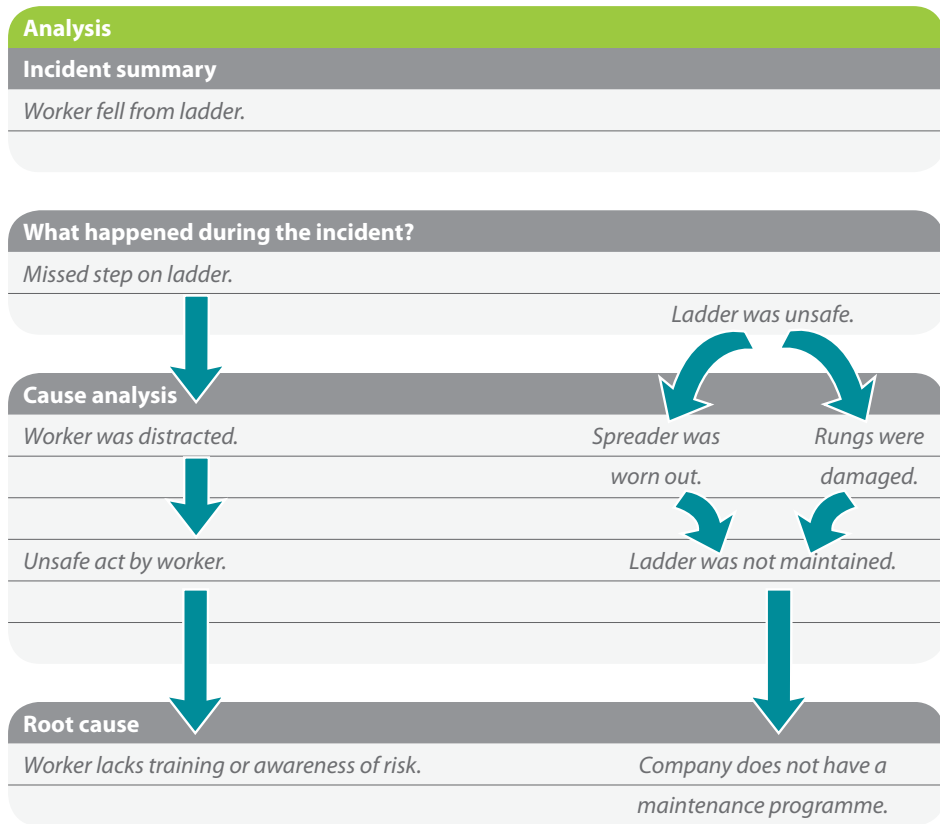 Analysis
Incident summary
Worker fell from ladder.
What happened during the incident?
Missed step on ladder.
Ladder was unsafe.
Cause analysis
Worker was distracted.
Spreader was
worn out.
Rungs were
damaged.
Unsafe act by worker.
Ladder was not maintained.
Root cause
Worker lacks training or awareness of risk.
Company does not have a
maintenance programme.